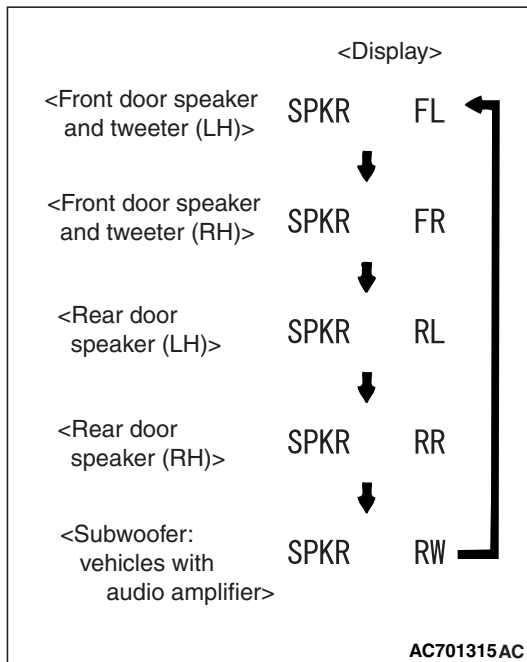 <Display>
<Front door speaker
and tweeter (LH)>
SPKR FL
<Front door speaker
and tweeter (RH)>
SPKR FR
<Rear door
speaker (LH)>
SPKR RL
<Rear door
speaker (RH)>
SPKR RR
<Subwoofer:
vehicles with
audio amplifier>
SPKR RW
AC701315AC